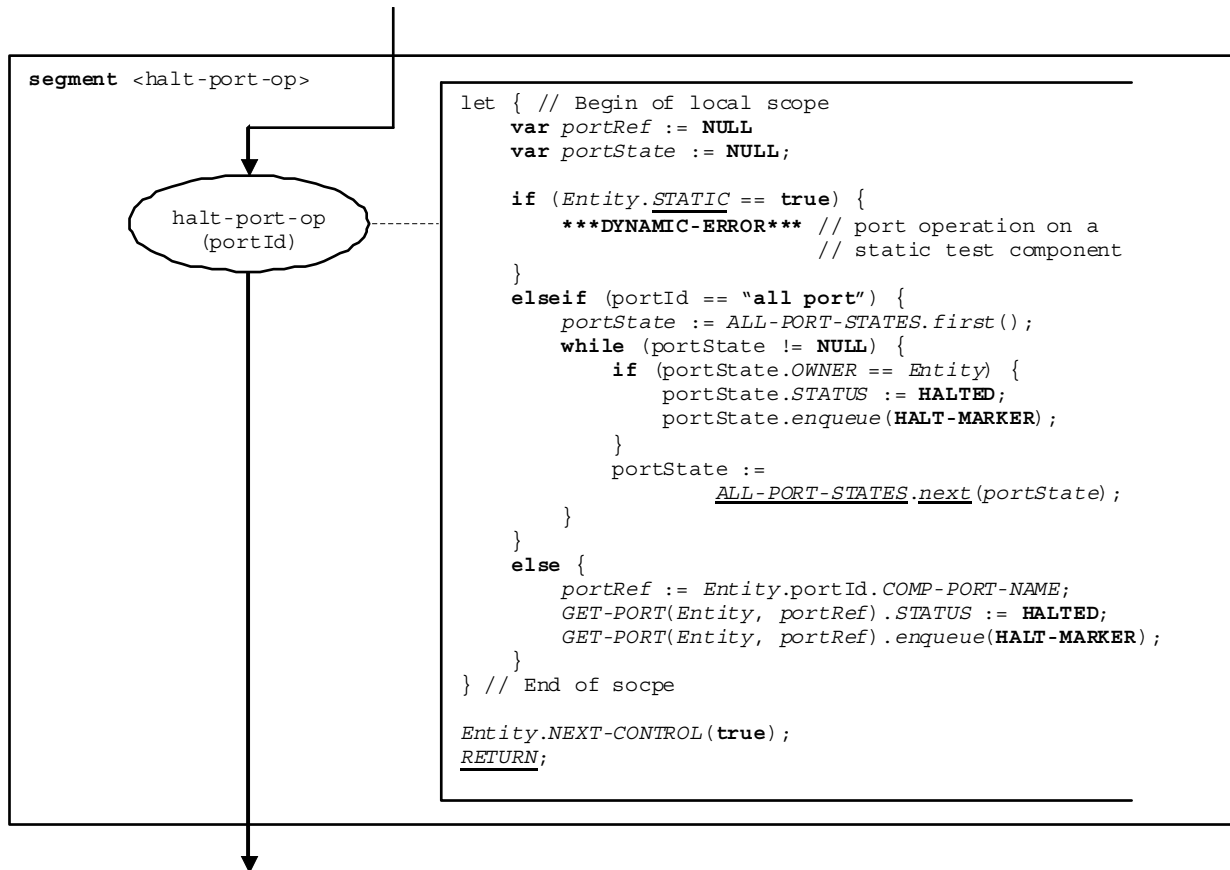 segment <halt-port-op>
halt-port-op
(portId)
let { // Begin of local scope
var portRef := NULL
var portState := NULL;
if (Entity.STATIC == true) {
***DYNAMIC-ERROR*** // port operation on a
// static test component
}
elseif (portId == “all port”) {
portState := ALL-PORT-STATES.first();
while (portState != NULL) {
if (portState.OWNER == Entity) {
portState.STATUS := HALTED;
portState.enqueue(HALT-MARKER);
}
portState :=
ALL-PORT-STATES.next(portState);
}
}
else {
portRef := Entity.portId.COMP-PORT-NAME;
GET-PORT(Entity, portRef).STATUS := HALTED;
GET-PORT(Entity, portRef).enqueue(HALT-MARKER);
}
} // End of socpe
Entity.NEXT-CONTROL(true);
RETURN;